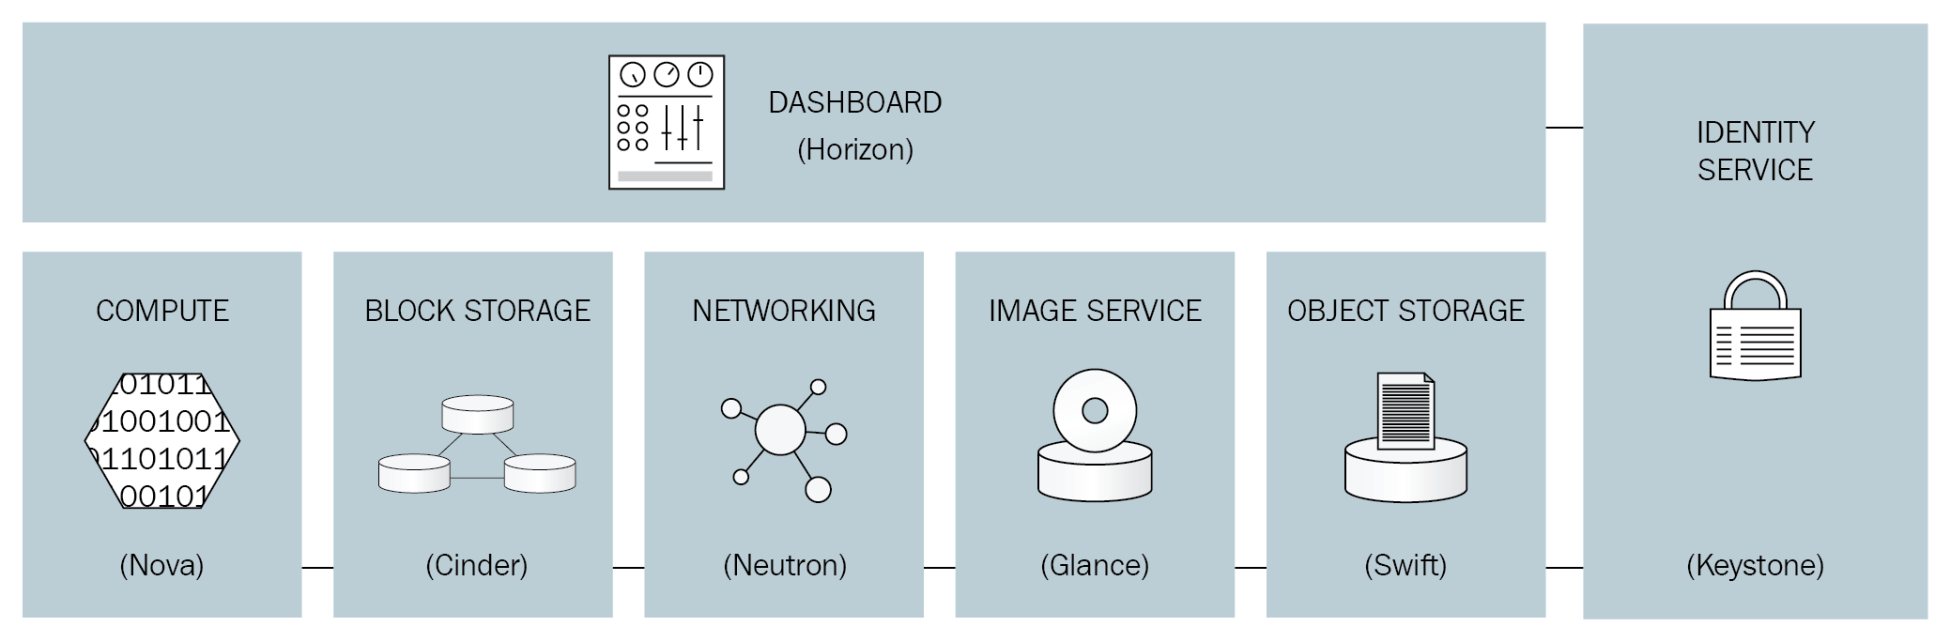 DASHBOARD
(Horizon)
IDENTITY
SERVICE
COMPUTE
01011
1001001
1101011
00101
(Nova)
BLOCK STORAGE
(Cinder)
NETWORKING
(Neutron)
IMAGE SERVICE
(Glance)
OBJECT STORAGE
(Swift)
(Keystone)